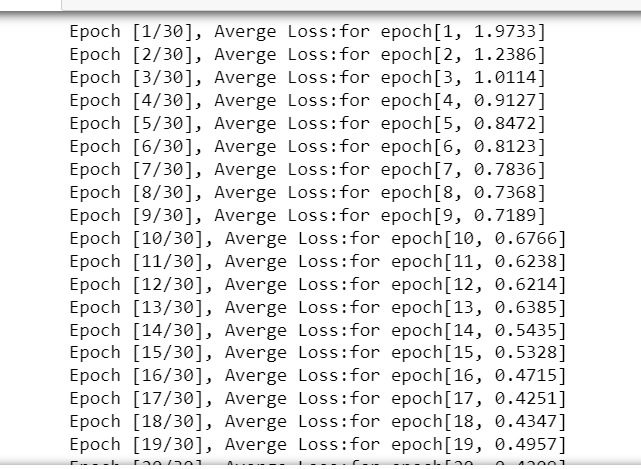 Epoch [1/30], Averge Loss:for epoch[1, 1.9733]
Epoch [2/30], Averge Loss:for epoch[2, 1.2386]
Epoch [3/30], Averge Loss:for epoch[3, 1.0114]
Epoch [4/30], Averge Loss:for epoch[4, 0.9127]
Epoch [5/30], Averge Loss:for epoch[5, 0.8472]
Epoch [6/30], Averge Loss:for epoch[6, 0.8123]
Epoch [7/30], Averge Loss:for epoch[7, 0.7836]
Epoch [8/30], Averge Loss:for epoch[8, 0.7368]
Epoch [9/30], Averge Loss:for epoch[9, 0.7189]
Epoch [10/30], Averge Loss:for epoch[10, 0.6766]
Epoch [11/30], Averge Loss:for epoch[11, 0.6238]
Epoch [12/30], Averge Loss:for epoch[12, 0.6214]
Epoch [13/30], Averge Loss:for epoch[13, 0.6385]
Epoch [14/30], Averge Loss:for epoch[14, 0.5435]
Epoch [15/30], Averge Loss:for epoch[15, 0.5328]
Epoch [16/30], Averge Loss:for epoch[16, 0.4715]
Epoch [17/30], Averge Loss:for epoch[17, 0.4251]
Epoch [18/30], Averge Loss:for epoch[18, 0.4347]
Epoch [19/30], Averge Loss:for epoch[19, 0.4957]